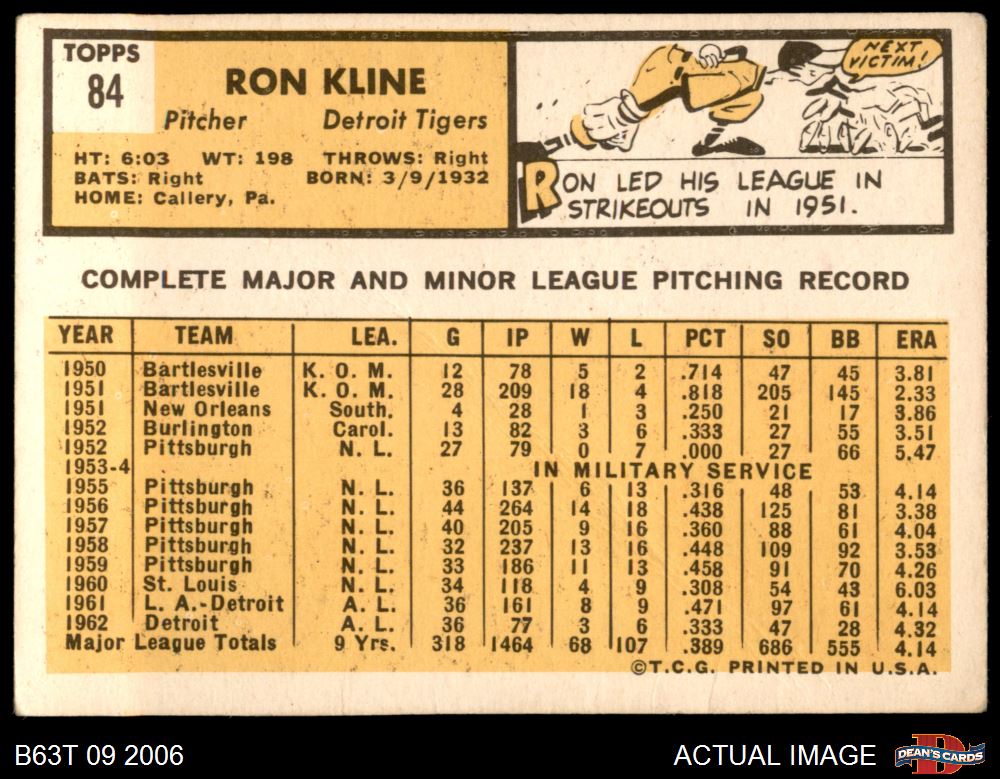 TOPPS
84
RON KLINE
Pitcher Detroit Tigers
HT: 6:03 WT: 198 THROWS: Right
BATS: Right BORN: 3/9/1932
HOME: Callery, Pa.
NEXT
VICTIM!
RON LED HIS LEAGUE IN
STRIKEOUTS IN 1951.
COMPLETE MAJOR AND MINOR LEAGUE PITCHING RECORD
YEAR TEAM LEA. G IP W L PCT SO BB ERA
1950 Bartlesville K. O. M. 12 78 5 2 .714 47 45 3.81
1951 Bartlesville K. O. M. 28 209 18 4 .818 205 145 2.33
1951 New Orleans South. 4 28 1 3 .250 21 17 3.86
1952 Burlington Carol. 13 82 3 6 .333 27 55 3.51
1952 Pittsburgh N. L. 27 79 0 7 .000 27 66 5.47
1953-4 IN MILITARY SERVICE
1955 Pittsburgh N. L. 36 137 6 13 .316 48 53 4.14
1956 Pittsburgh N. L. 44 264 14 18 .438 125 81 3.38
1957 Pittsburgh N. L. 40 205 9 16 .360 88 61 4.04
1958 Pittsburgh N. L. 32 237 13 16 .448 109 92 3.53
1959 Pittsburgh N. L. 33 186 11 13 .458 91 70 4.26
1960 St. Louis N. L. 34 118 4 9 .308 54 43 6.03
1961 L. A.-Detroit A. L. 36 161 8 9 .471 97 61 4.14
1962 Detroit A. L. 36 77 3 6 .333 47 28 4.32
Major League Totals 9 Yrs. 318 1464 68 107 .389 686 555 4.14
©T.C.G. PRINTED IN U.S.A.
B63T 09 2006 ACTUAL IMAGE DEAN'S CARDS